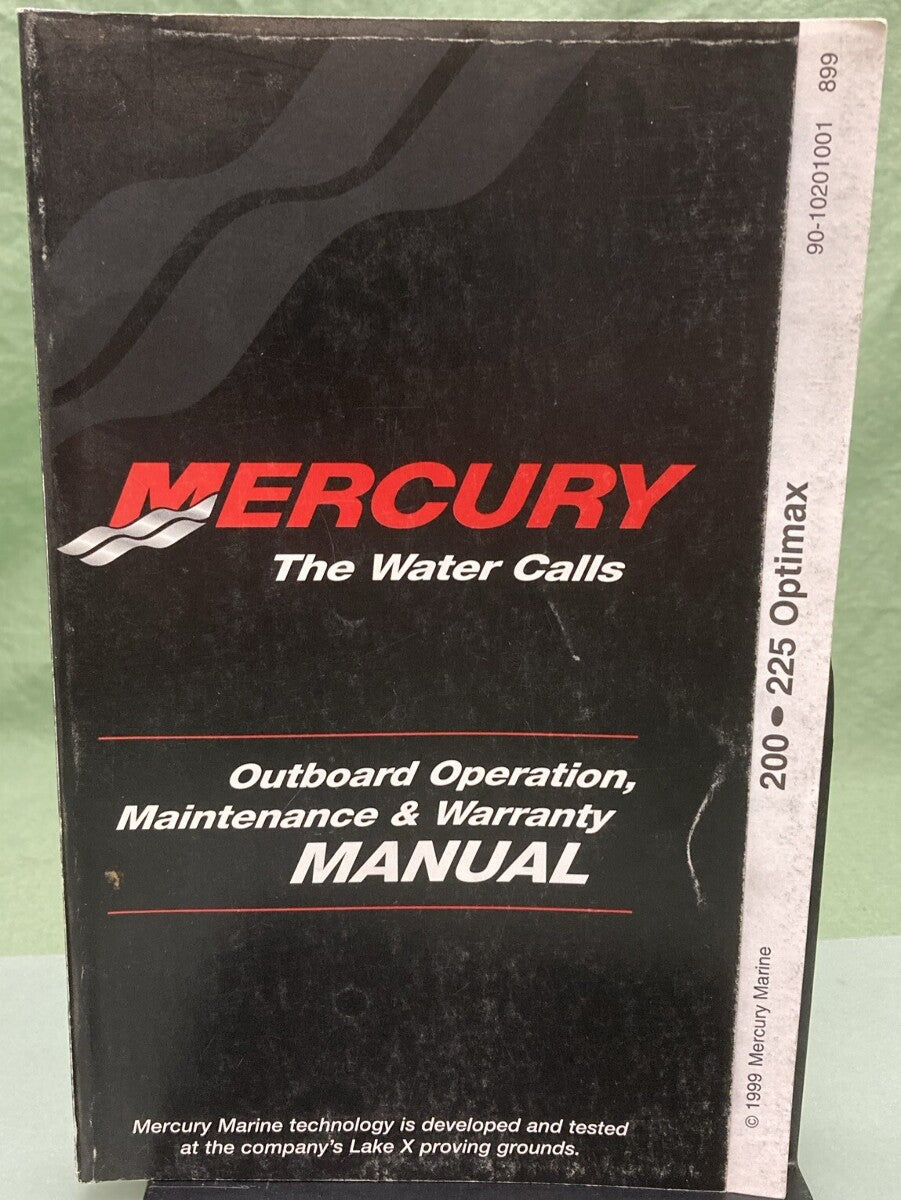 MERCURY
The Water Calls
Outboard Operation,
Maintenance & Warranty
MANUAL
Mercury Marine technology is developed and tested
at the company's Lake X proving grounds.
90-10201001 899
200 • 225 Optimax
© 1999 Mercury Marine